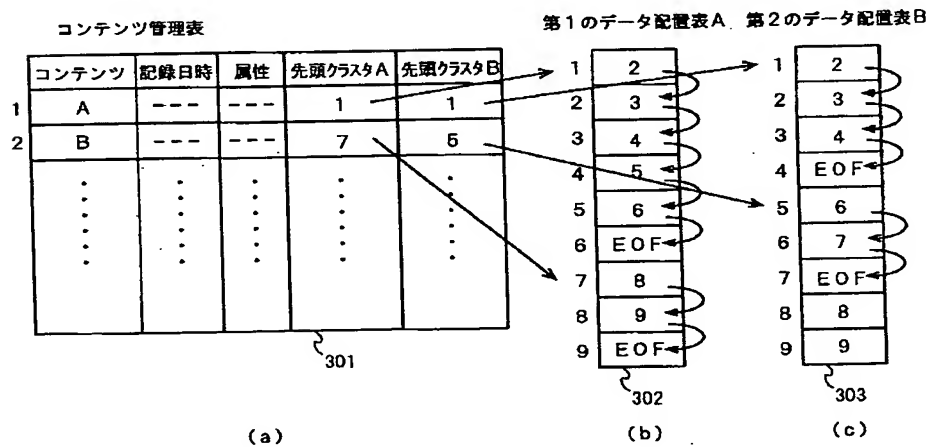 コンテンツ管理表
コンテンツ 記録日時 属性 先頭クラスタA 先頭クラスタB
1 A --- --- 1 1
2 B --- --- 7 5
301
(a)
第1のデータ配置表A
1 2
2 3
3 4
4 5
5 6
6 EOF
7 8
8 9
9 EOF
302
(b)
第2のデータ配置表B
1 2
2 3
3 4
4 EOF
5 6
6 7
7 EOF
8 8
9 9
303
(c)